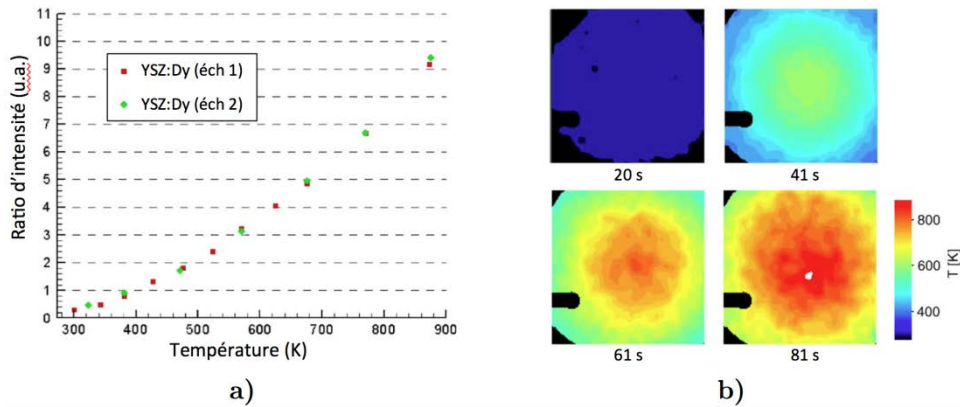 11
10
9
8
7
6
5
4
3
2
1
0
Ratio d'intensité (u.a.)
YSZ:Dy (éch 1)
YSZ:Dy (éch 2)
300 400 500 600 700 800 900
Température (K)
a)
20 s 41 s
61 s 81 s
800
600
400
T [K]
b)